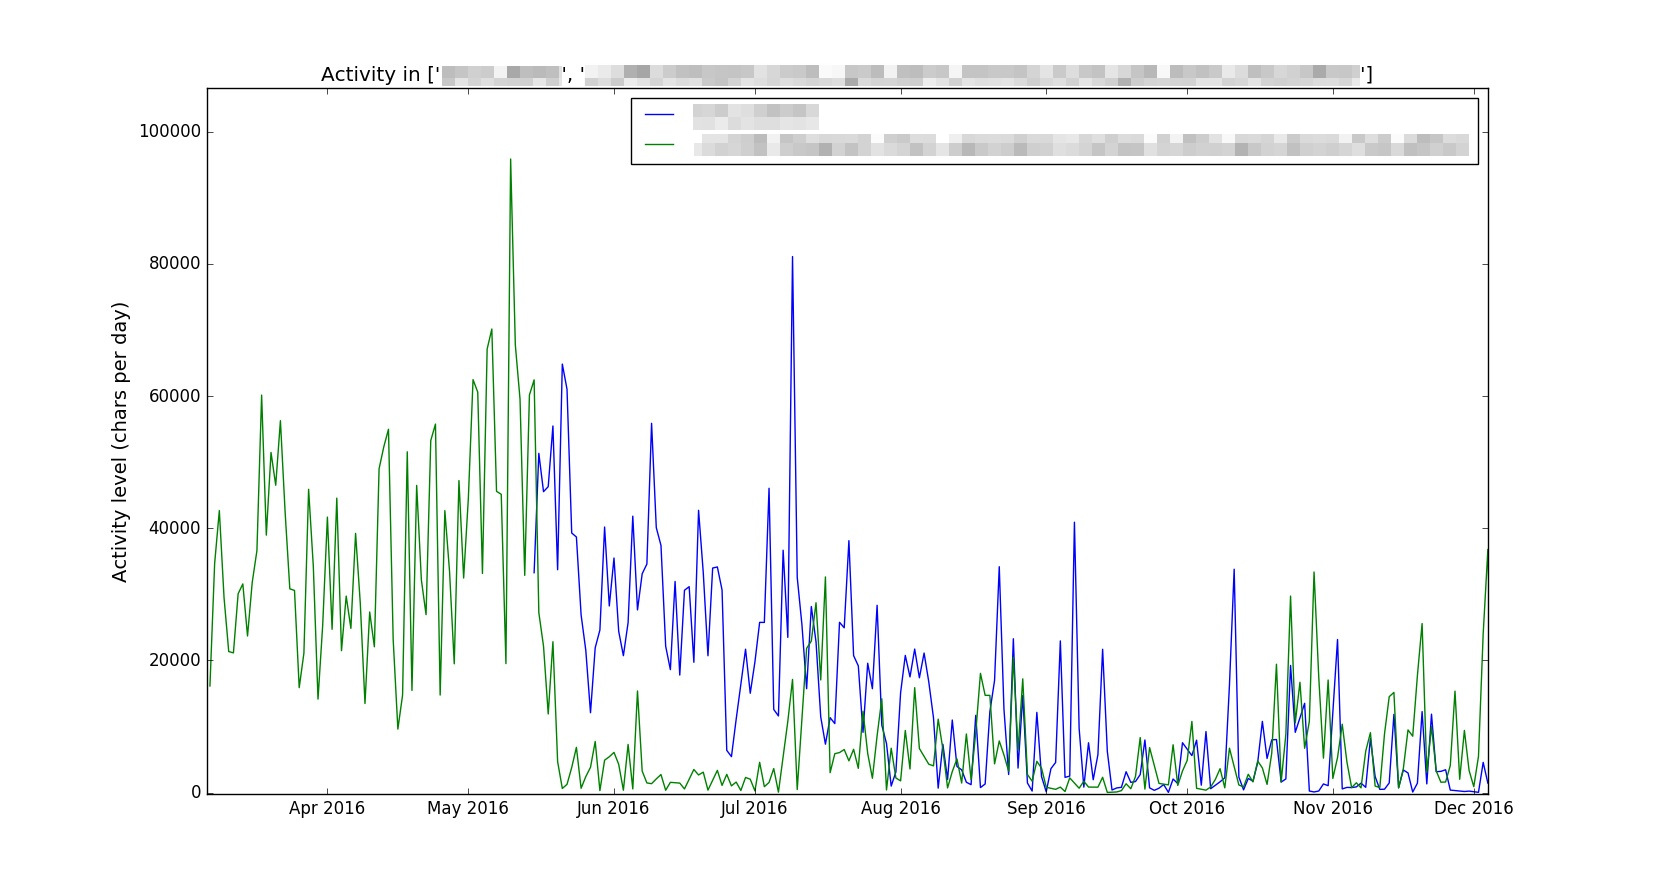 Activity in ['', '']
100000
80000
60000
40000
20000
0
Activity level (chars per day)
Apr 2016 May 2016 Jun 2016 Jul 2016 Aug 2016 Sep 2016 Oct 2016 Nov 2016 Dec 2016